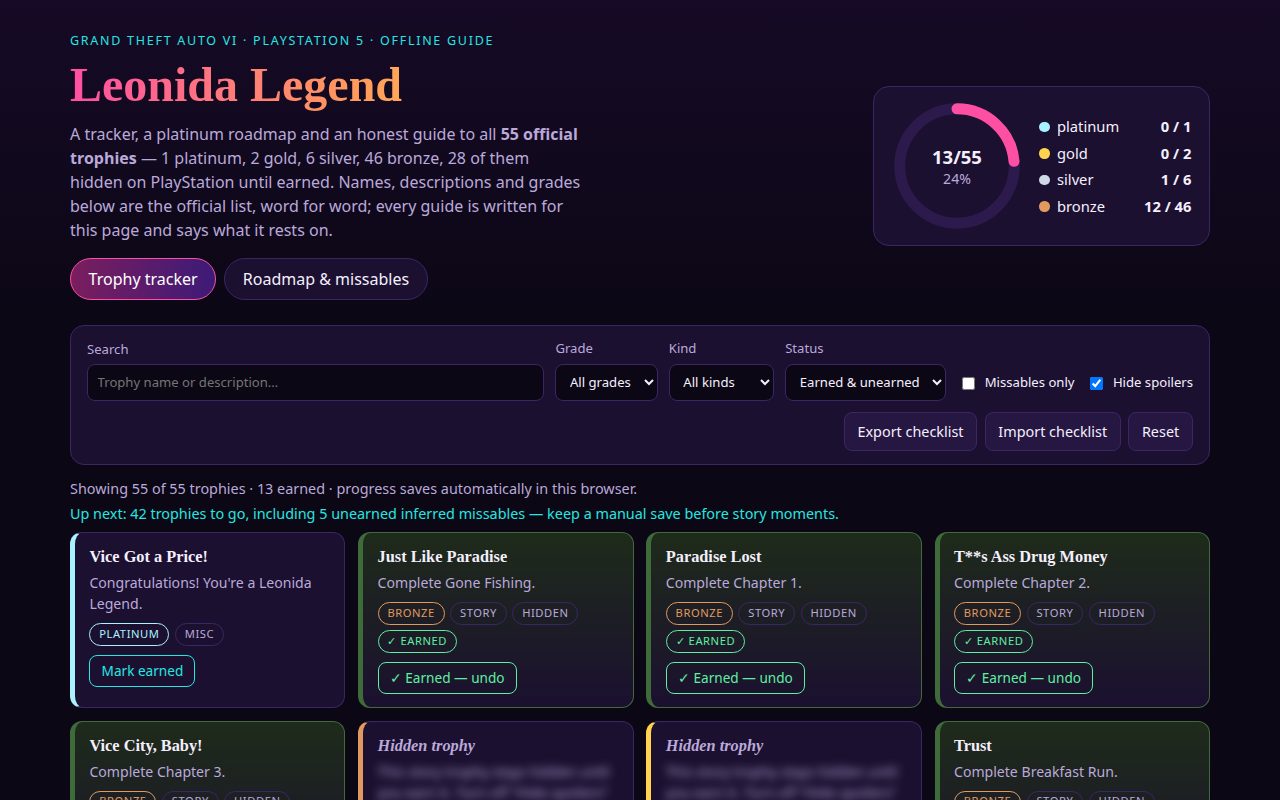 GRAND THEFT AUTO VI · PLAYSTATION 5 · OFFLINE GUIDE
Leonida Legend
A tracker, a platinum roadmap and an honest guide to all 55 official
trophies — 1 platinum, 2 gold, 6 silver, 46 bronze, 28 of them
hidden on PlayStation until earned. Names, descriptions and grades
below are the official list, word for word; every guide is written for
this page and says what it rests on.
13/55
24%
platinum 0 / 1
gold 0 / 2
silver 1 / 6
bronze 12 / 46
Trophy tracker
Roadmap & missables
Search
Grade
Kind
Status
Trophy name or description...
All grades
All kinds
Earned & unearned
Missables only
Hide spoilers
Export checklist
Import checklist
Reset
Showing 55 of 55 trophies · 13 earned · progress saves automatically in this browser.
Up next: 42 trophies to go, including 5 unearned inferred missables — keep a manual save before story moments.
Vice Got a Price!
Congratulations! You're a Leonida
Legend.
PLATINUM MISC
Mark earned
Just Like Paradise
Complete Gone Fishing.
BRONZE STORY HIDDEN
✓ EARNED
✓ Earned — undo
Paradise Lost
Complete Chapter 1.
BRONZE STORY HIDDEN
✓ EARNED
✓ Earned — undo
T**s Ass Drug Money
Complete Chapter 2.
BRONZE STORY HIDDEN
✓ EARNED
✓ Earned — undo
Vice City, Baby!
Complete Chapter 3.
BRONZE STORY HIDDEN
Hidden trophy
Hidden trophy
Trust
Complete Breakfast Run.
BRONZE STORY HIDDEN